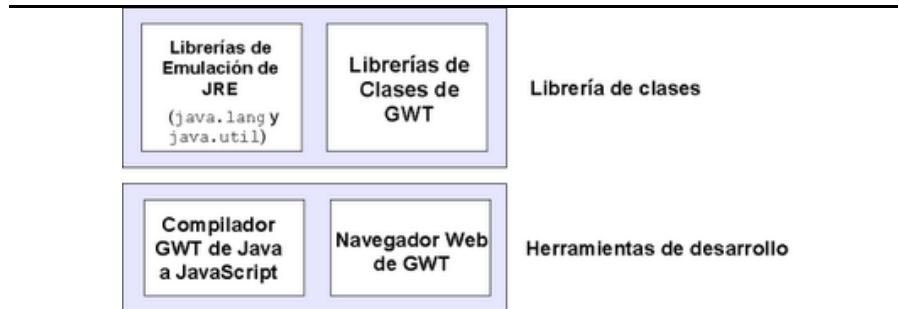 Librerías de
Emulación de
JRE
(java.lang y
java.util)
Librerías de
Clases de
GWT
Librería de clases
Compilador
GWT de Java
a JavaScript
Navegador Web
de GWT
Herramientas de desarrollo